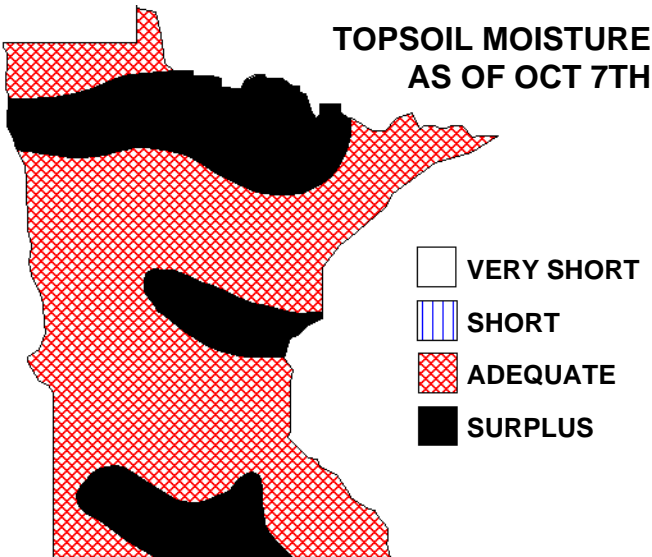 TOPSOIL MOISTURE
AS OF OCT 7TH
VERY SHORT
SHORT
ADEQUATE
SURPLUS